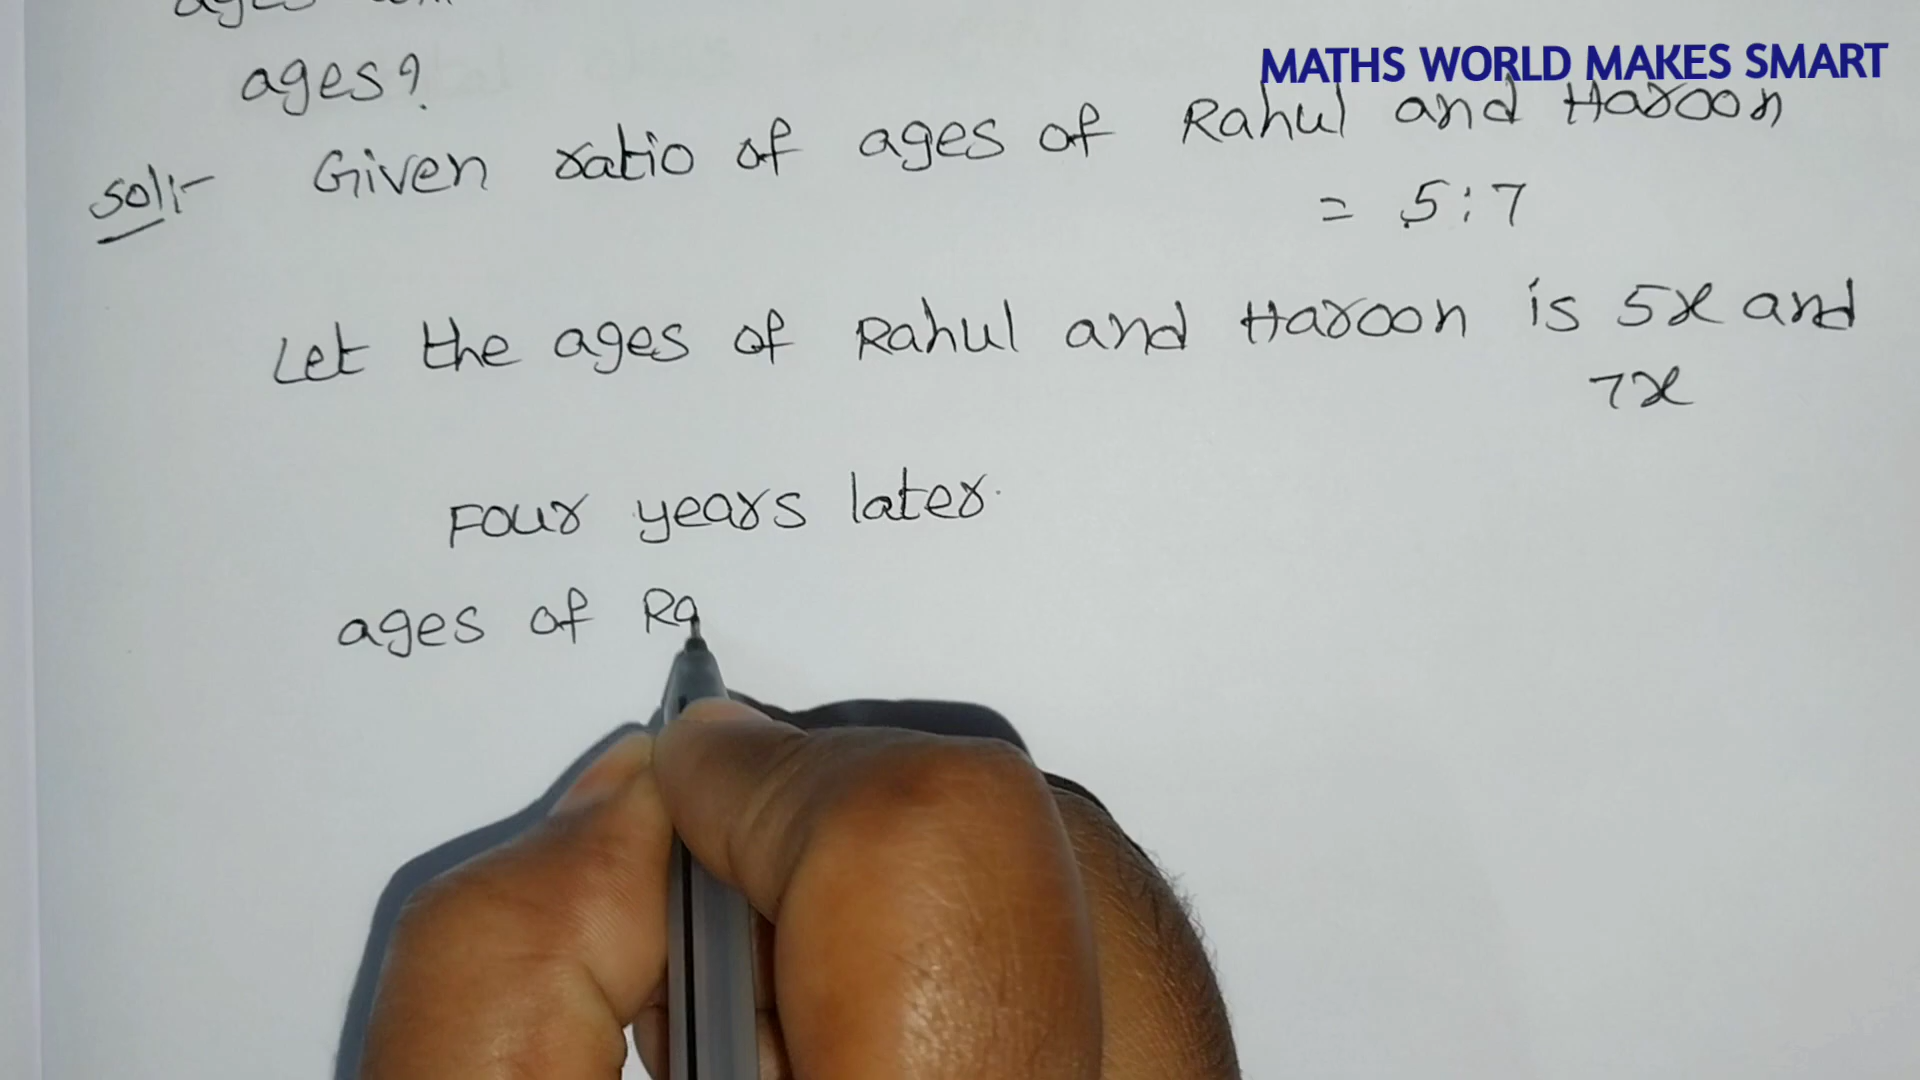 ages
MATHS WORLD MAKES SMART
ages?
Sol:- Given ratio of ages of Rahul and Haroon
= 5:7
Let the ages of Rahul and Haroon is 5x and
7x
Four years later.
ages of Ra